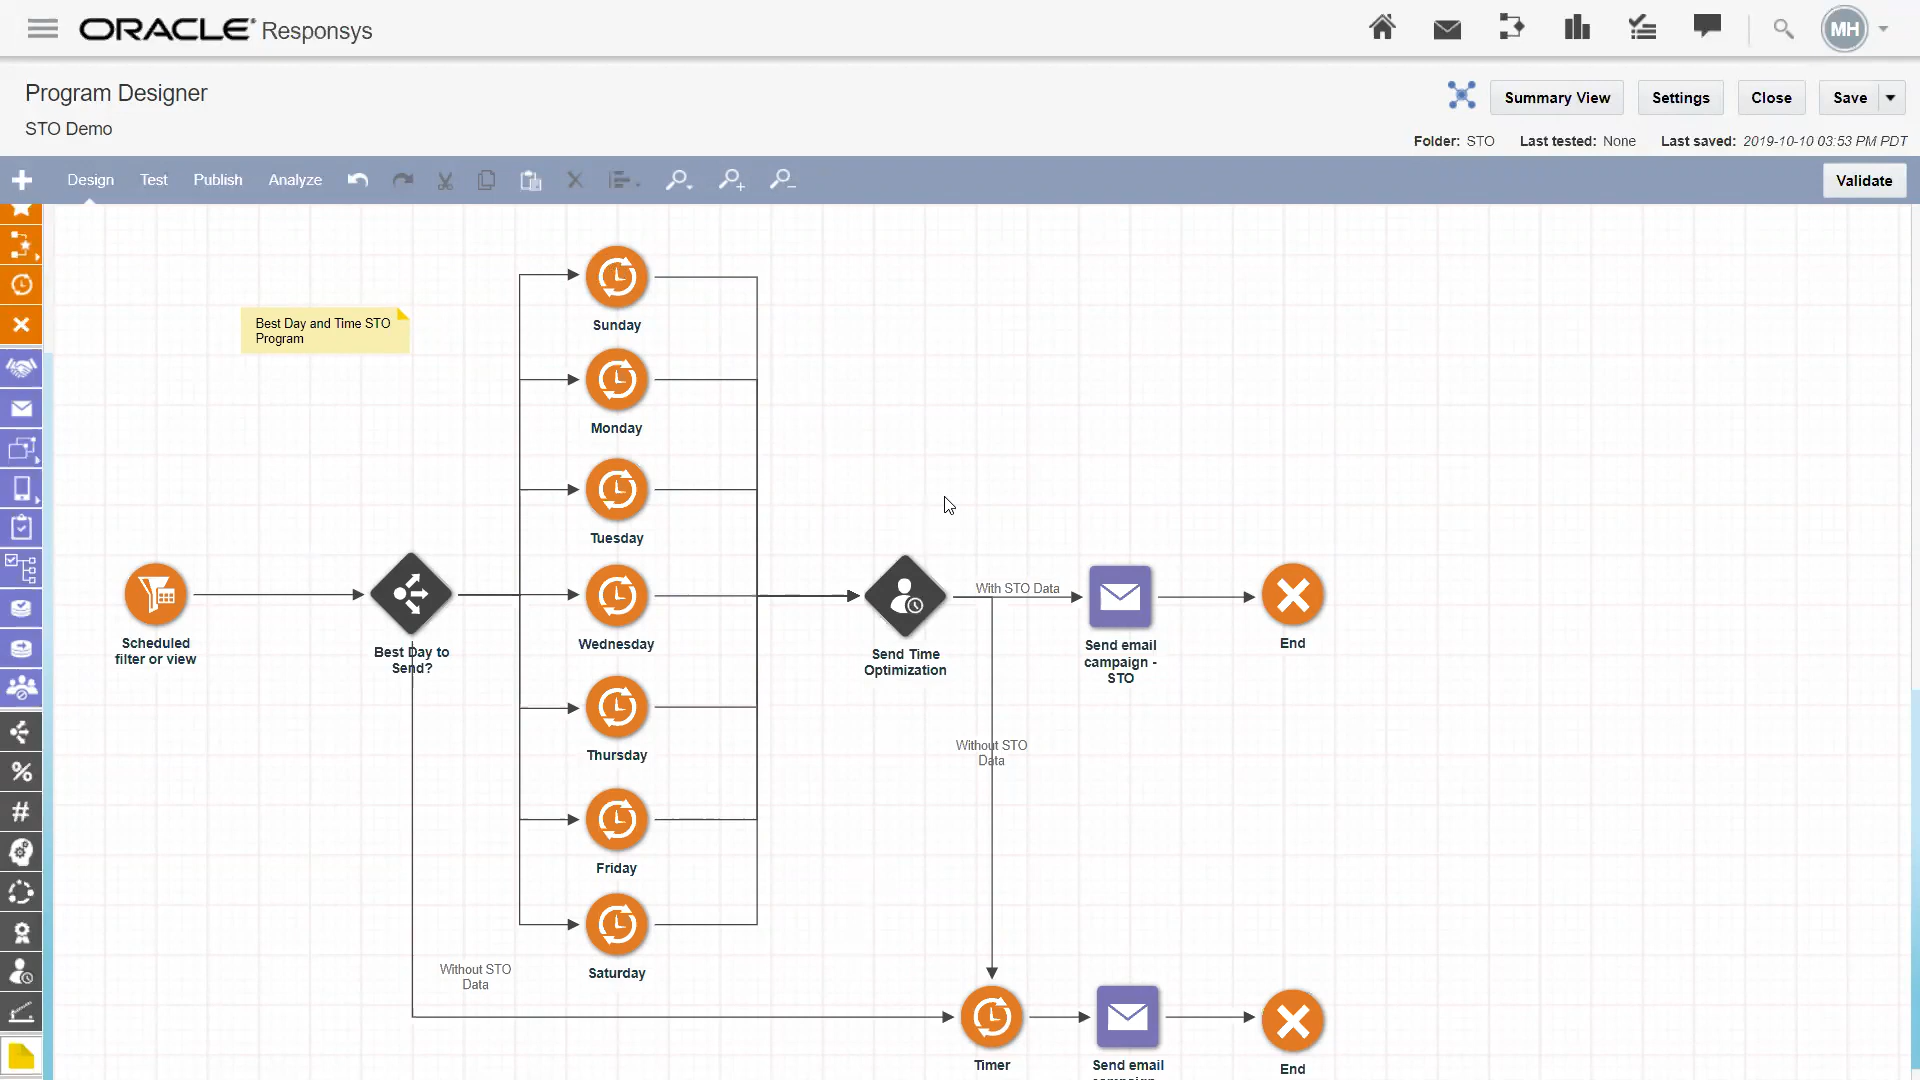 ORACLE Responsys
MH
Program Designer
STO Demo
Summary View
Settings
Close
Save
Folder: STO
Last tested: None
Last saved: 2019-10-10 03:53 PM PDT
Design
Test
Publish
Analyze
Validate
Best Day and Time STO
Program
Sunday
Monday
Tuesday
Wednesday
Thursday
Friday
Saturday
Scheduled
filter or view
Best Day to
Send?
Send Time
Optimization
With STO Data
Send email
campaign -
STO
End
Without STO
Data
Without STO
Data
Timer
Send email
End